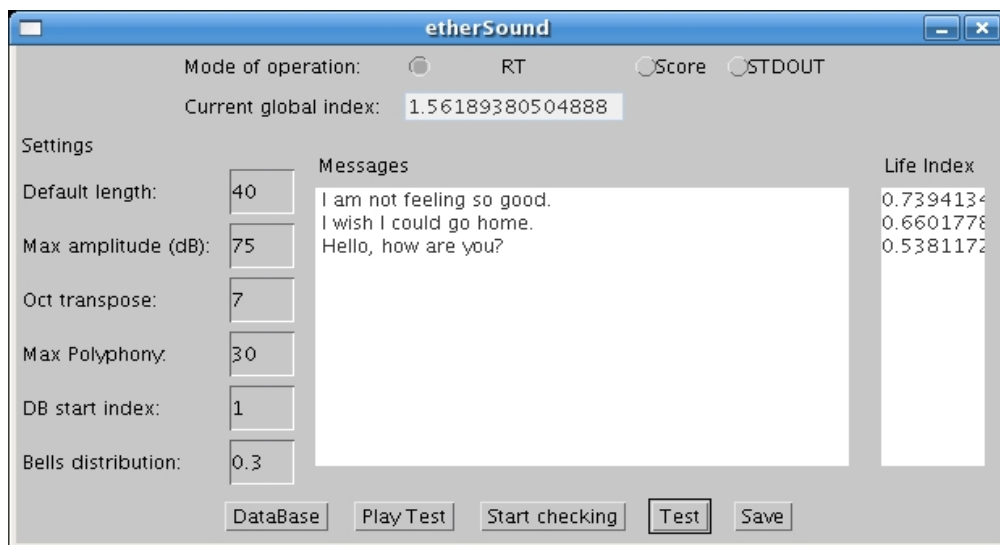 etherSound
Mode of operation: RT Score STDOUT
Current global index: 1.56189380504888
Settings
Default length: 40
Max amplitude (dB): 75
Oct transpose: 7
Max Polyphony: 30
DB start index: 1
Bells distribution: 0.3
Messages
I am not feeling so good.
I wish I could go home.
Hello, how are you?
Life Index
0.7394134
0.6601778
0.5381172
DataBase Play Test Start checking Test Save